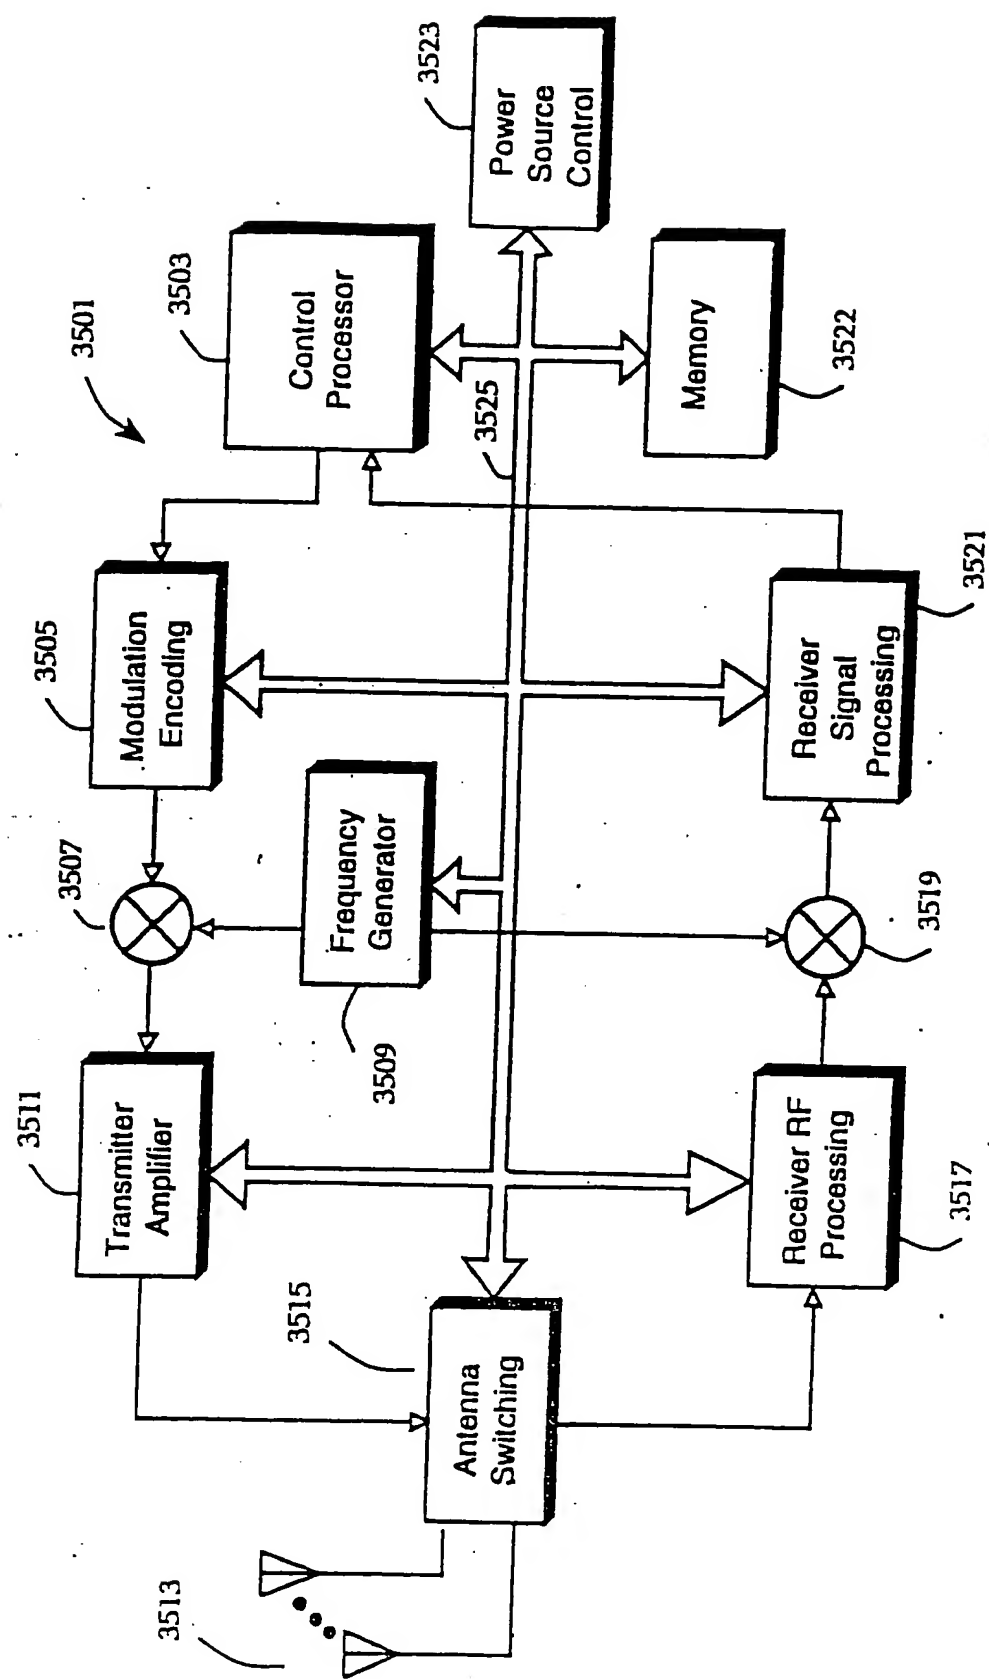 3501
3503
Control
Processor
3523
Power
Source
Control
3505
Modulation
Encoding
3507
3511
Transmitter
Amplifier
Frequency
Generator
3509
3525
Memory
3522
3515
Antenna
Switching
3513
Receiver RF
Processing
3517
3519
Receiver
Signal
Processing
3521